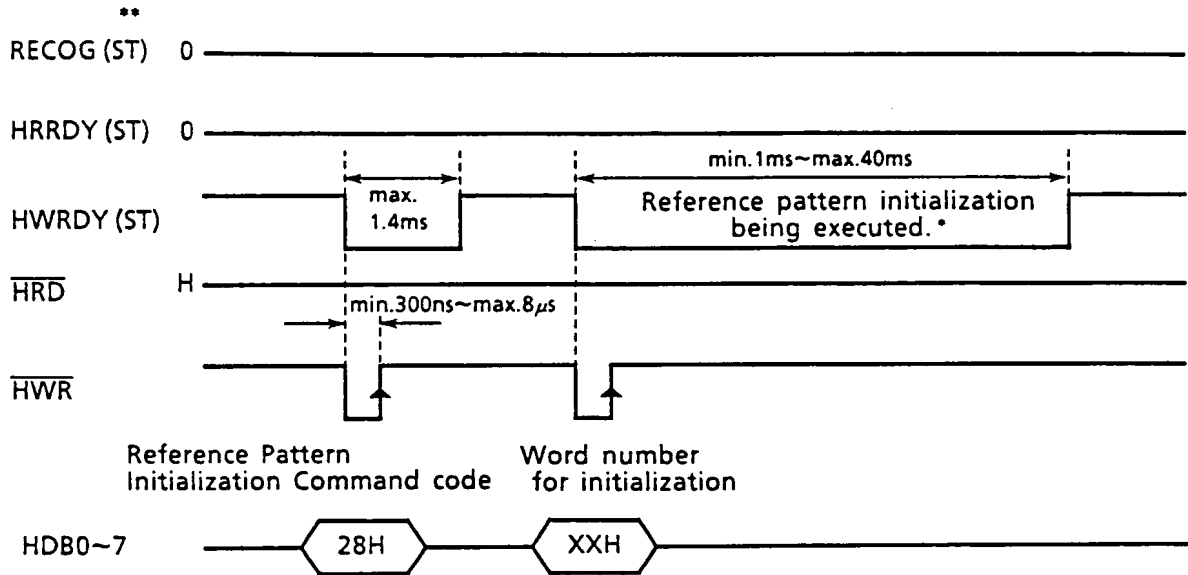 **
RECOG (ST) 0
HRRDY (ST) 0
min.1ms~max.40ms
max.
1.4ms
HWRDY (ST)
Reference pattern initialization
being executed.*
HRD H
min.300ns~max.8μs
HWR
Reference Pattern
Initialization Command code
Word number
for initialization
HDB0~7 28H XXH